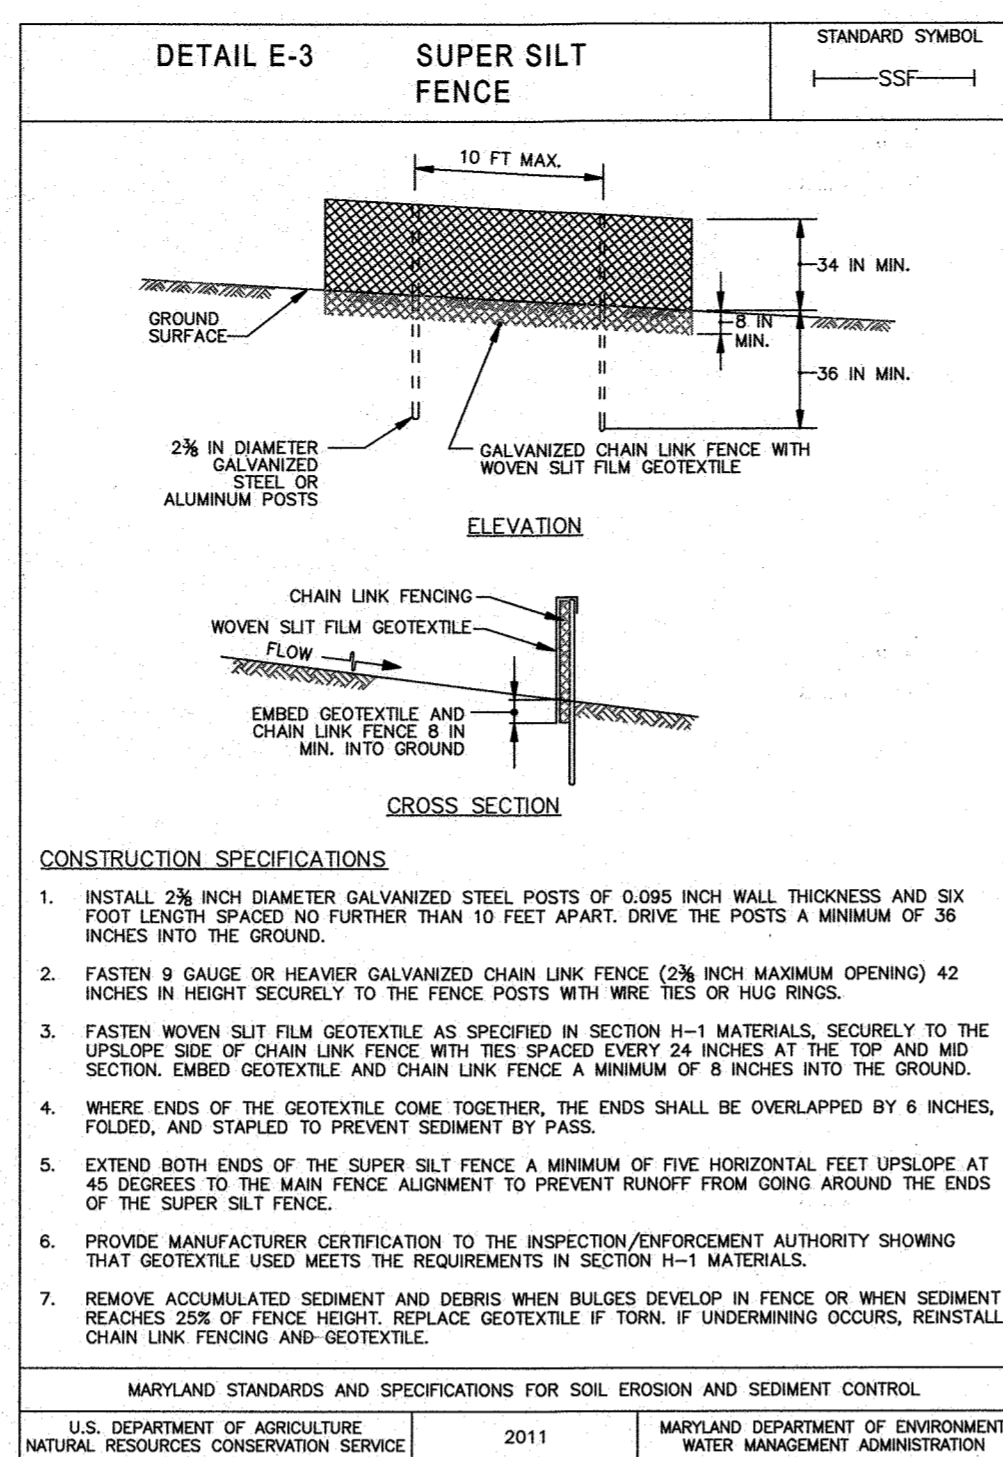 DETAIL E-3 SUPER SILT
FENCE
STANDARD SYMBOL
SSF
10 FT MAX.
34 IN MIN.
GROUND
SURFACE
8 IN
MIN.
36 IN MIN.
2⅜ IN DIAMETER
GALVANIZED
STEEL OR
ALUMINUM POSTS
GALVANIZED CHAIN LINK FENCE WITH
WOVEN SLIT FILM GEOTEXTILE
ELEVATION
CHAIN LINK FENCING
WOVEN SLIT FILM GEOTEXTILE
FLOW
EMBED GEOTEXTILE AND
CHAIN LINK FENCE 8 IN
MIN. INTO GROUND
CROSS SECTION
CONSTRUCTION SPECIFICATIONS
1. INSTALL 2⅜ INCH DIAMETER GALVANIZED STEEL POSTS OF 0.095 INCH WALL THICKNESS AND SIX
FOOT LENGTH SPACED NO FURTHER THAN 10 FEET APART. DRIVE THE POSTS A MINIMUM OF 36
INCHES INTO THE GROUND.
2. FASTEN 9 GAUGE OR HEAVIER GALVANIZED CHAIN LINK FENCE (2⅜ INCH MAXIMUM OPENING) 42
INCHES IN HEIGHT SECURELY TO THE FENCE POSTS WITH WIRE TIES OR HUG RINGS.
3. FASTEN WOVEN SLIT FILM GEOTEXTILE AS SPECIFIED IN SECTION H-1 MATERIALS, SECURELY TO THE
UPSLOPE SIDE OF CHAIN LINK FENCE WITH TIES SPACED EVERY 24 INCHES AT THE TOP AND MID
SECTION. EMBED GEOTEXTILE AND CHAIN LINK FENCE A MINIMUM OF 8 INCHES INTO THE GROUND.
4. WHERE ENDS OF THE GEOTEXTILE COME TOGETHER, THE ENDS SHALL BE OVERLAPPED BY 6 INCHES,
FOLDED, AND STAPLED TO PREVENT SEDIMENT BY PASS.
5. EXTEND BOTH ENDS OF THE SUPER SILT FENCE A MINIMUM OF FIVE HORIZONTAL FEET UPSLOPE AT
45 DEGREES TO THE MAIN FENCE ALIGNMENT TO PREVENT RUNOFF FROM GOING AROUND THE ENDS
OF THE SUPER SILT FENCE.
6. PROVIDE MANUFACTURER CERTIFICATION TO THE INSPECTION/ENFORCEMENT AUTHORITY SHOWING
THAT GEOTEXTILE USED MEETS THE REQUIREMENTS IN SECTION H-1 MATERIALS.
7. REMOVE ACCUMULATED SEDIMENT AND DEBRIS WHEN BULGES DEVELOP IN FENCE OR WHEN SEDIMENT
REACHES 25% OF FENCE HEIGHT. REPLACE GEOTEXTILE IF TORN. IF UNDERMINING OCCURS, REINSTALL
CHAIN LINK FENCING AND GEOTEXTILE.
MARYLAND STANDARDS AND SPECIFICATIONS FOR SOIL EROSION AND SEDIMENT CONTROL
U.S. DEPARTMENT OF AGRICULTURE
NATURAL RESOURCES CONSERVATION SERVICE
2011
MARYLAND DEPARTMENT OF ENVIRONMENT
WATER MANAGEMENT ADMINISTRATION